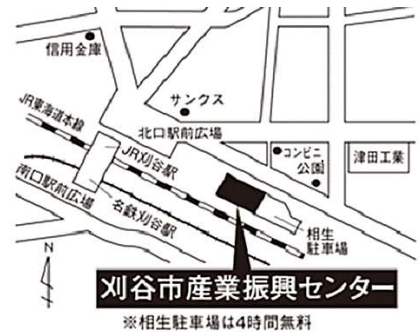 信用金庫
サンクス
JR東海道本線
北口駅前広場
JR刈谷駅
コンビニ
公園
津田工業
南口駅前広場
名鉄刈谷駅
相生
駐車場
N
刈谷市産業振興センター
※相生駐車場は4時間無料